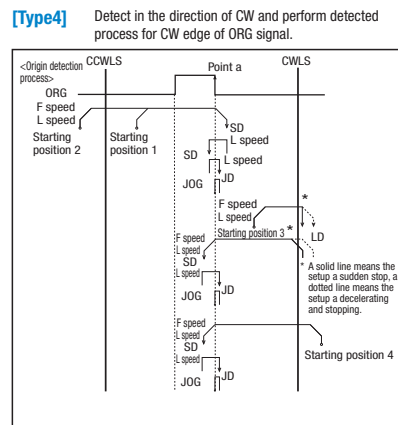 [Type4] Detect in the direction of CW and perform detected
process for CW edge of ORG signal.
<Origin detection
process>
CCWLS
Point a
CWLS
ORG
F speed
L speed
Starting
position 2
Starting
position 1
SD
L speed
SD
L speed
JOG
JD
F speed
L speed
*
Starting position 3
*
LD
F speed
SD
L speed
JOG
JD
* A solid line means the
setup a sudden stop, a
dotted line means the
setup a decelerating
and stopping.
F speed
SD
L speed
JOG
JD
Starting position 4